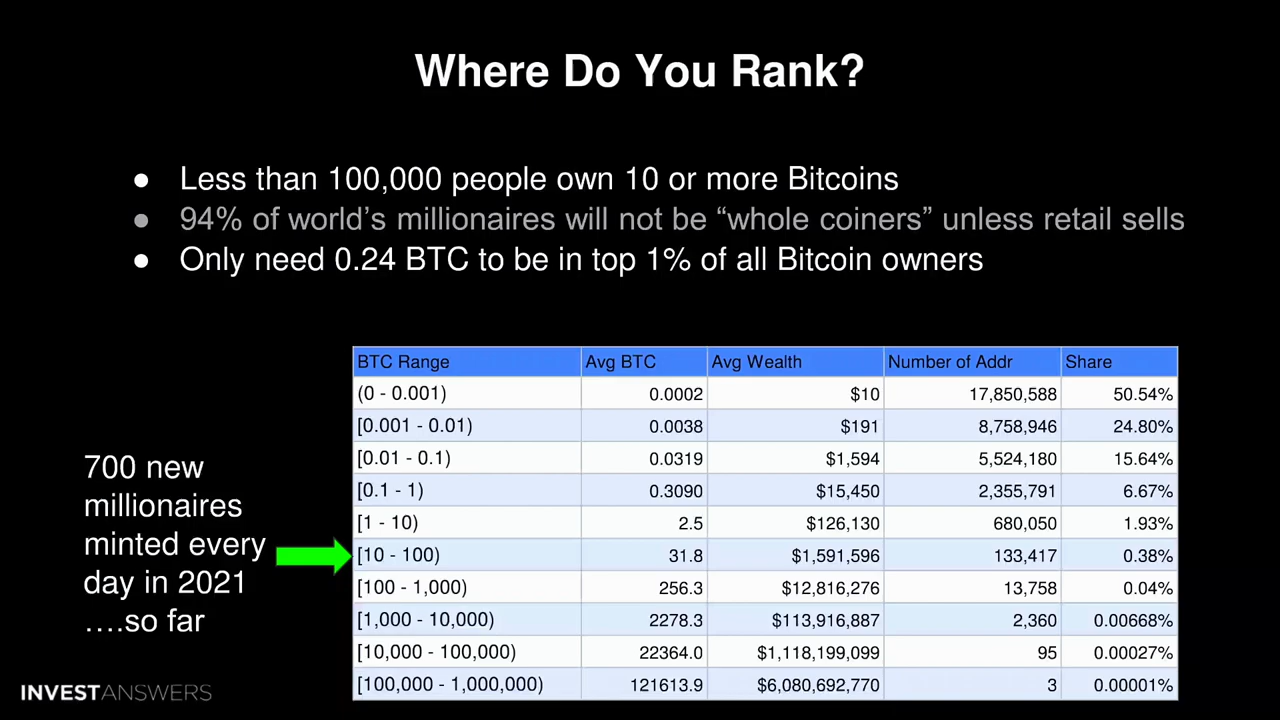 Where Do You Rank?
● Less than 100,000 people own 10 or more Bitcoins
● 94% of world's millionaires will not be “whole coiners” unless retail sells
● Only need 0.24 BTC to be in top 1% of all Bitcoin owners
700 new
millionaires
minted every
day in 2021
….so far
BTC Range Avg BTC Avg Wealth Number of Addr Share
(0 - 0.001) 0.0002 $10 17,850,588 50.54%
[0.001 - 0.01) 0.0038 $191 8,758,946 24.80%
[0.01 - 0.1) 0.0319 $1,594 5,524,180 15.64%
[0.1 - 1) 0.3090 $15,450 2,355,791 6.67%
[1 - 10) 2.5 $126,130 680,050 1.93%
[10 - 100) 31.8 $1,591,596 133,417 0.38%
[100 - 1,000) 256.3 $12,816,276 13,758 0.04%
[1,000 - 10,000) 2278.3 $113,916,887 2,360 0.00668%
[10,000 - 100,000) 22364.0 $1,118,199,099 95 0.00027%
[100,000 - 1,000,000) 121613.9 $6,080,692,770 3 0.00001%
INVESTANSWERS